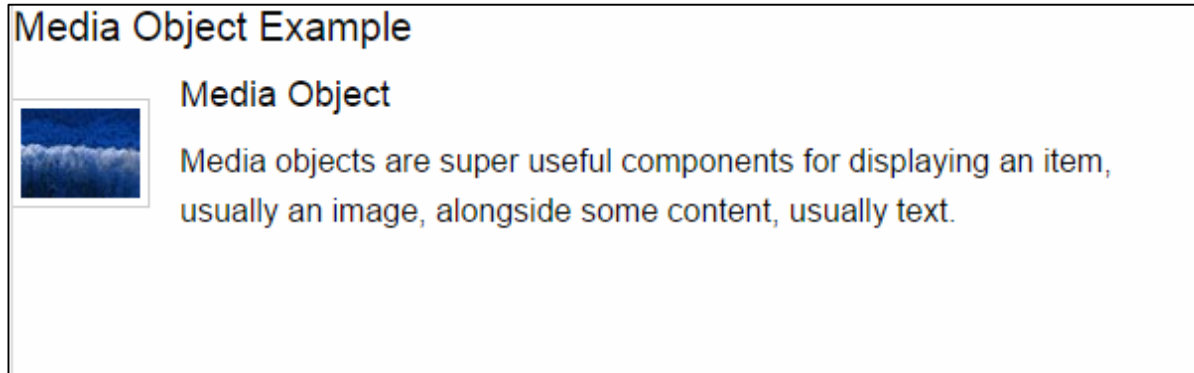 Media Object Example
Media Object
Media objects are super useful components for displaying an item,
usually an image, alongside some content, usually text.